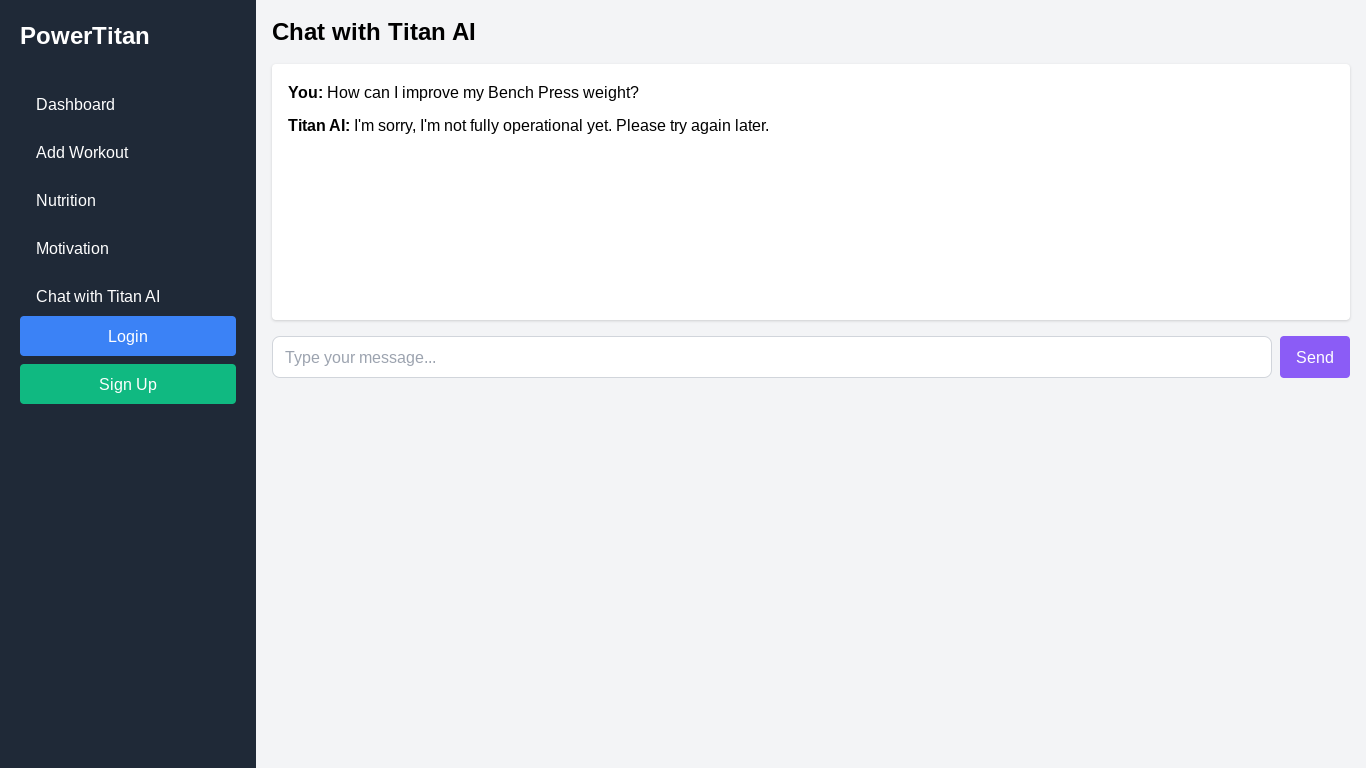 PowerTitan
Dashboard
Add Workout
Nutrition
Motivation
Chat with Titan AI
Login
Sign Up
Chat with Titan AI
You: How can I improve my Bench Press weight?
Titan AI: I'm sorry, I'm not fully operational yet. Please try again later.
Type your message...
Send